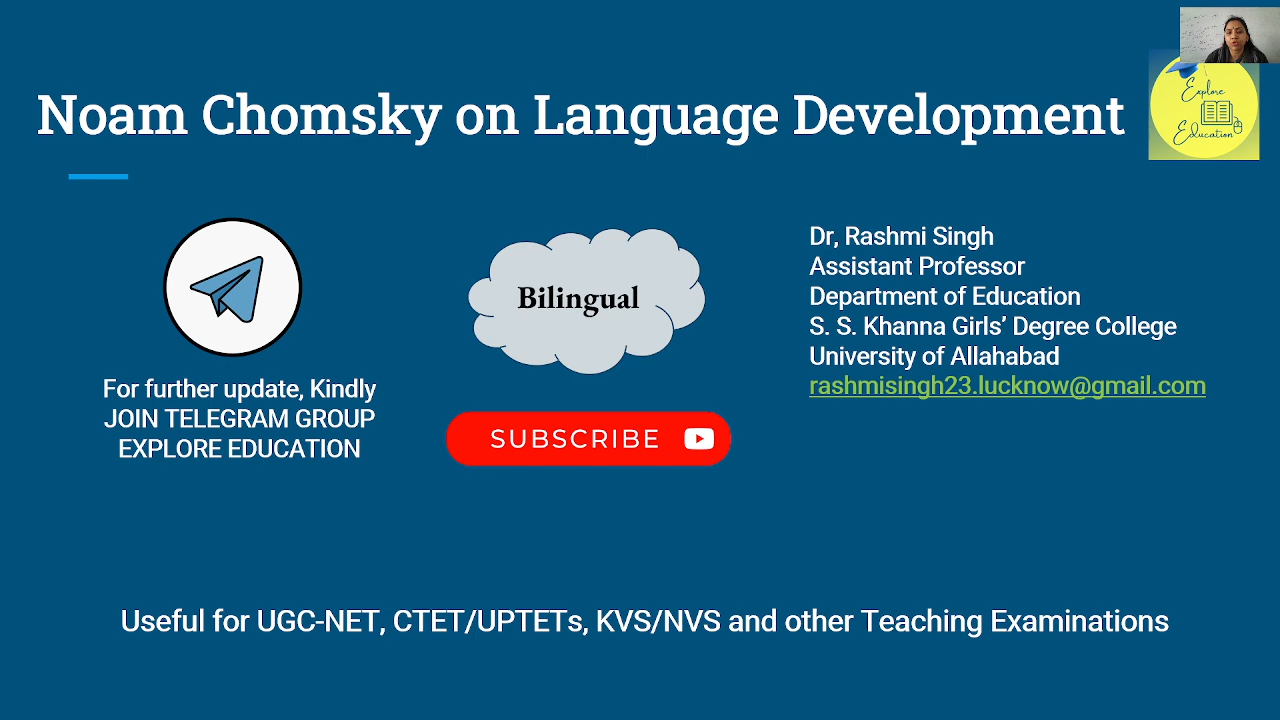 Noam Chomsky on Language Development
Explore
Education
For further update, Kindly
JOIN TELEGRAM GROUP
EXPLORE EDUCATION
Bilingual
SUBSCRIBE
Dr, Rashmi Singh
Assistant Professor
Department of Education
S. S. Khanna Girls’ Degree College
University of Allahabad
rashmisingh23.lucknow@gmail.com
Useful for UGC-NET, CTET/UPTETs, KVS/NVS and other Teaching Examinations